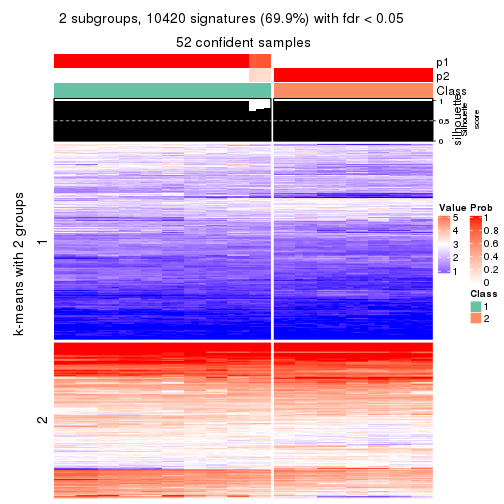 2 subgroups, 10420 signatures (69.9%) with fdr < 0.05
52 confident samples
p1
p2
Class
silhouette
Silhouette
score
1
0.5
0
k-means with 2 groups
1
2
Value
5
4
3
2
1
Prob
1
0.8
0.6
0.4
0.2
0
Class
1
2